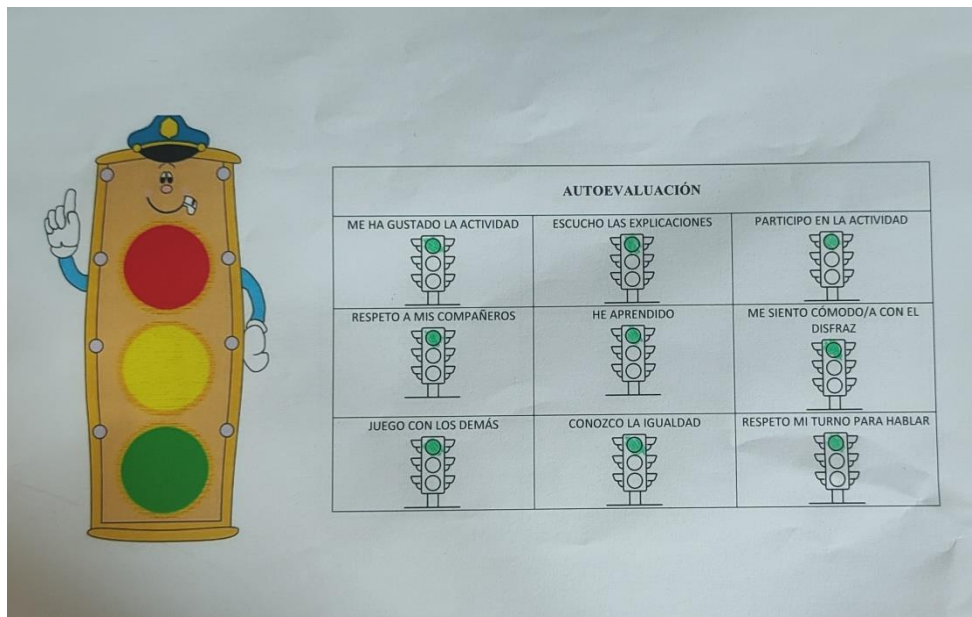 AUTOEVALUACIÓN
ME HA GUSTADO LA ACTIVIDAD
ESCUCHO LAS EXPLICACIONES
PARTICIPO EN LA ACTIVIDAD
RESPETO A MIS COMPAÑEROS
HE APRENDIDO
ME SIENTO CÓMODO/A CON EL
DISFRAZ
JUEGO CON LOS DEMÁS
CONOZCO LA IGUALDAD
RESPETO MI TURNO PARA HABLAR